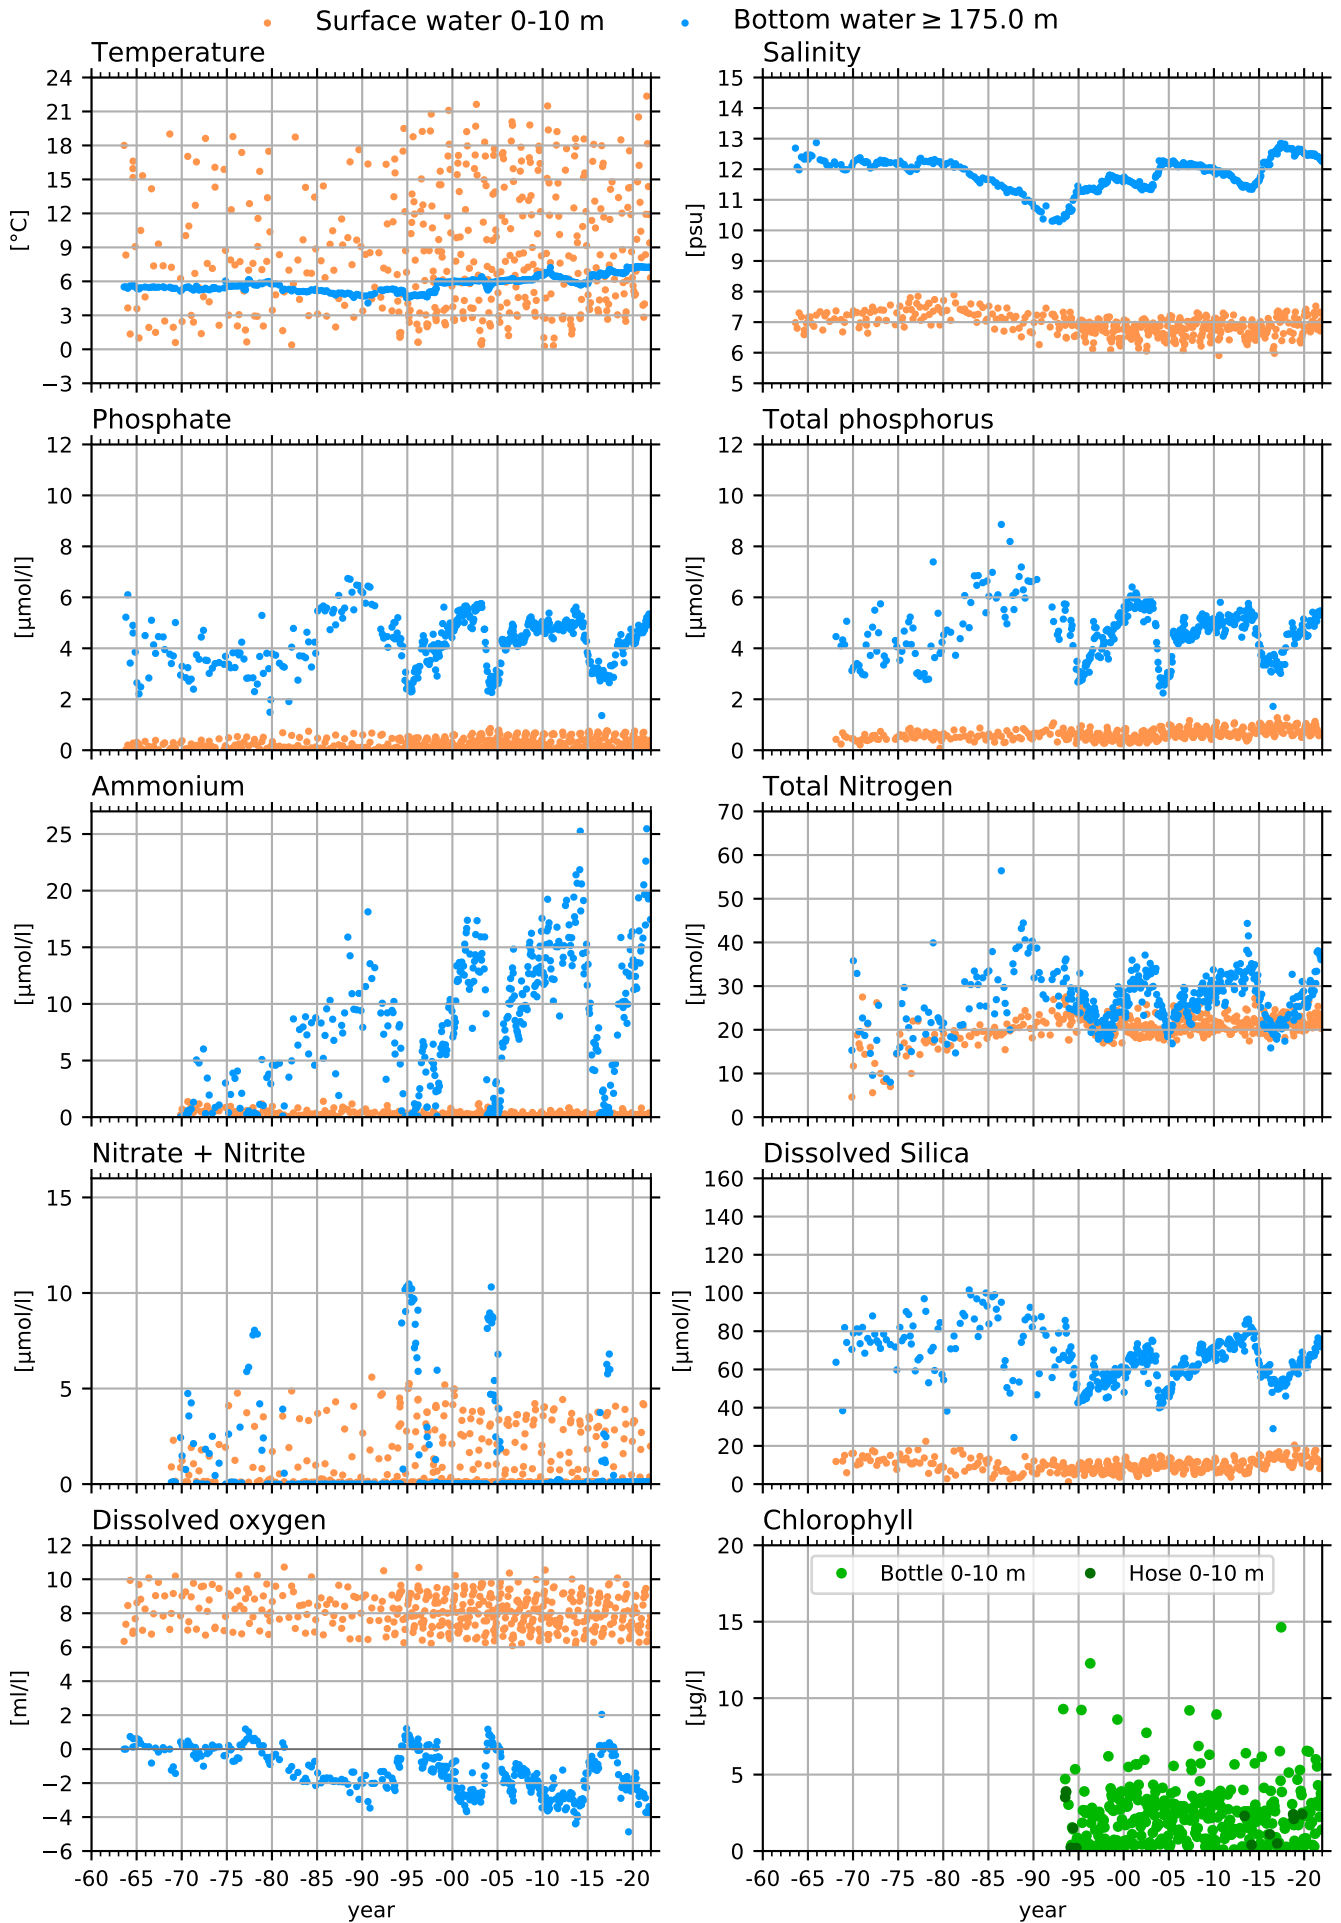 Surface water 0-10 m Bottom water ≥ 175.0 m
Temperature Salinity
24 21 18 15 12 9 6 3 0 −3
[°C]
15 14 13 12 11 10 9 8 7 6 5
[psu]
Phosphate Total phosphorus
12 10 8 6 4 2 0
[µmol/l]
12 10 8 6 4 2 0
[µmol/l]
Ammonium Total Nitrogen
25 20 15 10 5 0
[µmol/l]
70 60 50 40 30 20 10 0
[µmol/l]
Nitrate + Nitrite Dissolved Silica
15 10 5 0
[µmol/l]
160 140 120 100 80 60 40 20 0
[µmol/l]
Dissolved oxygen Chlorophyll
12 10 8 6 4 2 0 −2 −4 −6
[ml/l]
20 15 10 5 0
[µg/l]
Bottle 0-10 m Hose 0-10 m
-60 -65 -70 -75 -80 -85 -90 -95 -00 -05 -10 -15 -20
-60 -65 -70 -75 -80 -85 -90 -95 -00 -05 -10 -15 -20
year year